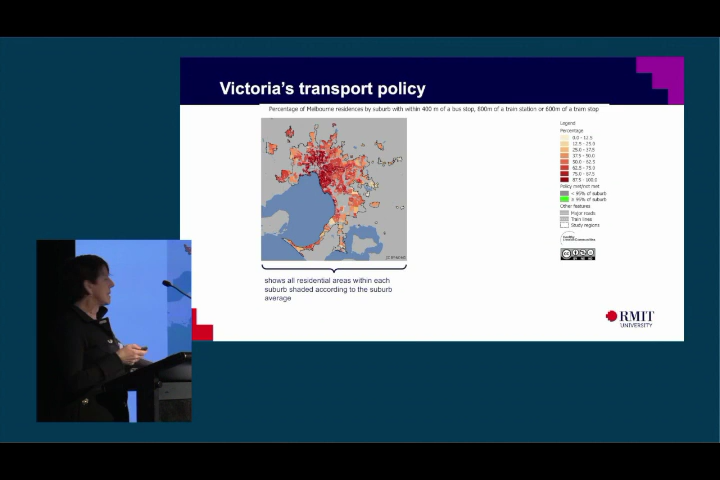 Victoria's transport policy
Percentage of Melbourne residences by suburb with within 400 m of a bus stop, 800m of a train station or 600m of a tram stop
Legend
Percentage
0.0 - 12.5
12.5 - 25.0
25.0 - 37.5
37.5 - 50.0
50.0 - 62.5
62.5 - 75.0
75.0 - 87.5
87.5 - 100.0
Policy met/not met
< 95% of suburb
≥ 95% of suburb
Other features
Major roads
Train lines
Study regions
shows all residential areas within each
suburb shaded according to the suburb
average
RMIT
UNIVERSITY